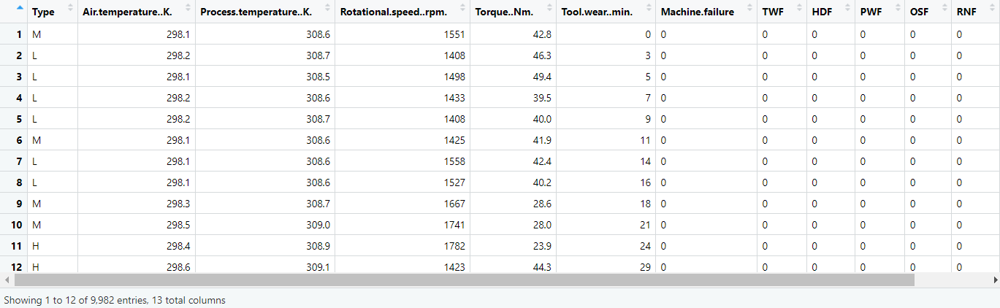 Type Air.temperature..K. Process.temperature..K. Rotational.speed..rpm. Torque..Nm. Tool.wear..min. Machine.failure TWF HDF PWF OSF RNF
1 M 298.1 308.6 1551 42.8 0 0 0 0 0 0 0
2 L 298.2 308.7 1408 46.3 3 0 0 0 0 0 0
3 L 298.1 308.5 1498 49.4 5 0 0 0 0 0 0
4 L 298.2 308.6 1433 39.5 7 0 0 0 0 0 0
5 L 298.2 308.7 1408 40.0 9 0 0 0 0 0 0
6 M 298.1 308.6 1425 41.9 11 0 0 0 0 0 0
7 L 298.1 308.6 1558 42.4 14 0 0 0 0 0 0
8 L 298.1 308.6 1527 40.2 16 0 0 0 0 0 0
9 M 298.3 308.7 1667 28.6 18 0 0 0 0 0 0
10 M 298.5 309.0 1741 28.0 21 0 0 0 0 0 0
11 H 298.4 308.9 1782 23.9 24 0 0 0 0 0 0
12 H 298.6 309.1 1423 44.3 29 0 0 0 0 0 0
Showing 1 to 12 of 9,982 entries, 13 total columns